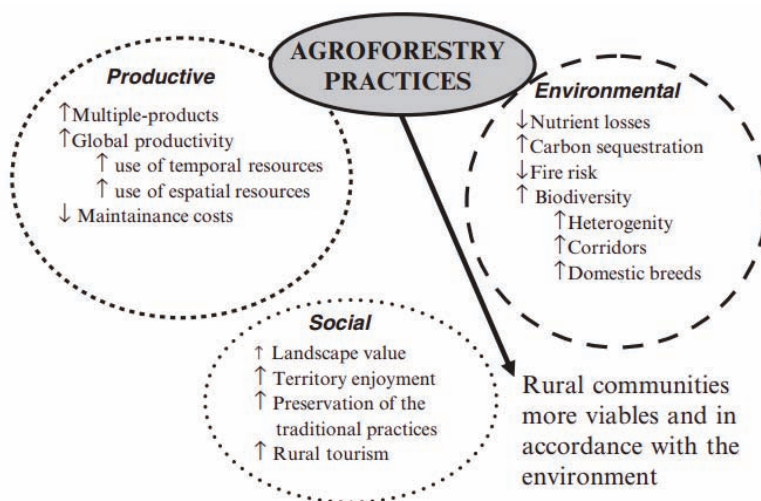 AGROFORESTRY
PRACTICES
Productive
↑Multiple-products
↑Global productivity
↑ use of temporal resources
↑ use of espatial resources
↓ Maintainance costs
Environmental
↓Nutrient losses
↑Carbon sequestration
↓Fire risk
↑ Biodiversity
↑Heterogenity
↑Corridors
↑Domestic breeds
Social
↑ Landscape value
↑ Territory enjoyment
↑ Preservation of the
traditional practices
↑ Rural tourism
Rural communities
more viables and in
accordance with the
environment